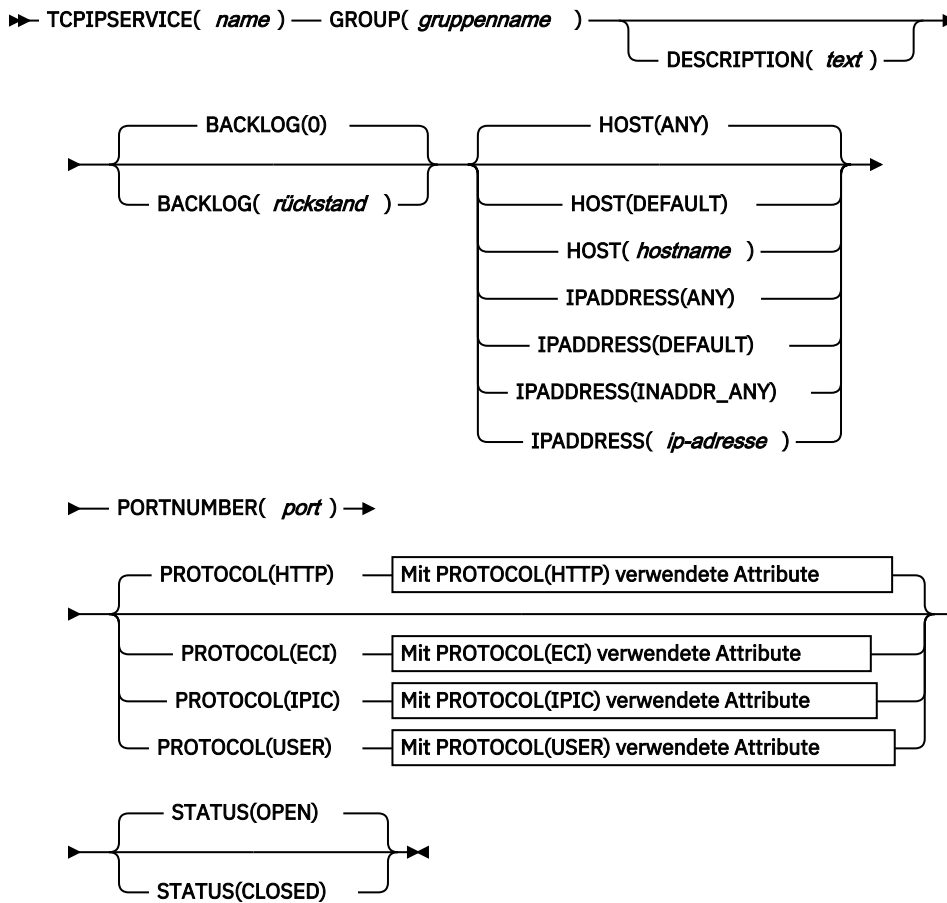 TCPIPSERVICE( name ) GROUP( gruppenname )
DESCRIPTION( text )
BACKLOG(0)
BACKLOG( rückstand )
HOST(ANY)
HOST(DEFAULT)
HOST( hostname )
IPADDRESS(ANY)
IPADDRESS(DEFAULT)
IPADDRESS(INADDR_ANY)
IPADDRESS( ip-adresse )
PORTNUMBER( port )
PROTOCOL(HTTP) Mit PROTOCOL(HTTP) verwendete Attribute
PROTOCOL(ECI) Mit PROTOCOL(ECI) verwendete Attribute
PROTOCOL(IPIC) Mit PROTOCOL(IPIC) verwendete Attribute
PROTOCOL(USER) Mit PROTOCOL(USER) verwendete Attribute
STATUS(OPEN)
STATUS(CLOSED)